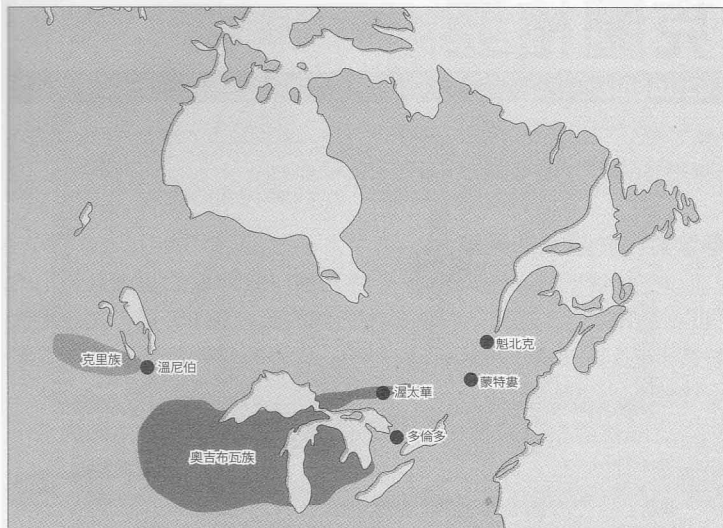 魁北克
克里族
溫尼伯
蒙特婁
渥太華
多倫多
奧吉布瓦族